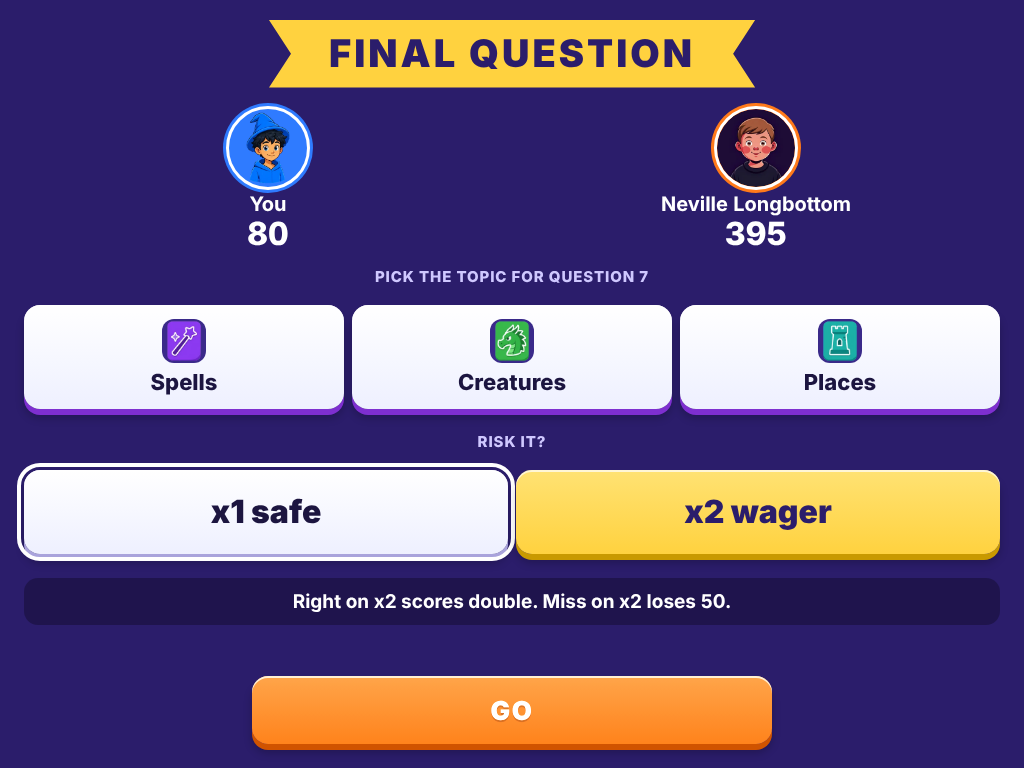 FINAL QUESTION
You
80
Neville Longbottom
395
PICK THE TOPIC FOR QUESTION 7
Spells
Creatures
Places
RISK IT?
x1 safe
x2 wager
Right on x2 scores double. Miss on x2 loses 50.
GO